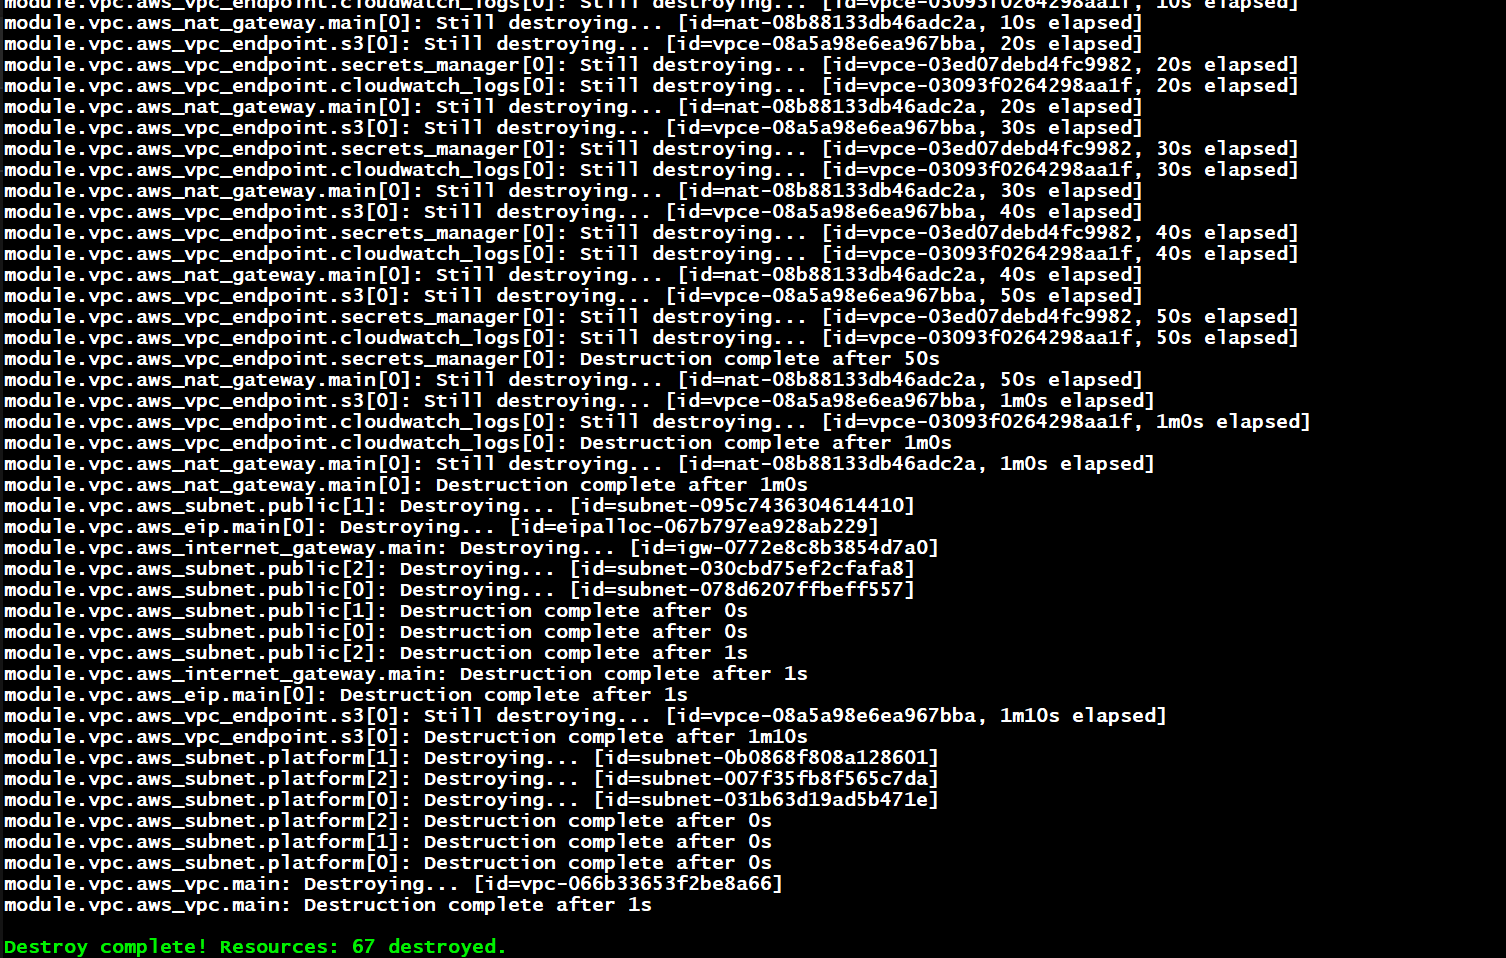 module.vpc.aws_vpc_endpoint.cloudwatch_logs[0]: Still destroying... [id=vpce-03093f0264298aa1f, 10s elapsed]
module.vpc.aws_nat_gateway.main[0]: Still destroying... [id=nat-08b88133db46adc2a, 10s elapsed]
module.vpc.aws_vpc_endpoint.s3[0]: Still destroying... [id=vpce-08a5a98e6ea967bba, 20s elapsed]
module.vpc.aws_vpc_endpoint.secrets_manager[0]: Still destroying... [id=vpce-03ed07debd4fc9982, 20s elapsed]
module.vpc.aws_vpc_endpoint.cloudwatch_logs[0]: Still destroying... [id=vpce-03093f0264298aa1f, 20s elapsed]
module.vpc.aws_nat_gateway.main[0]: Still destroying... [id=nat-08b88133db46adc2a, 20s elapsed]
module.vpc.aws_vpc_endpoint.s3[0]: Still destroying... [id=vpce-08a5a98e6ea967bba, 30s elapsed]
module.vpc.aws_vpc_endpoint.secrets_manager[0]: Still destroying... [id=vpce-03ed07debd4fc9982, 30s elapsed]
module.vpc.aws_vpc_endpoint.cloudwatch_logs[0]: Still destroying... [id=vpce-03093f0264298aa1f, 30s elapsed]
module.vpc.aws_nat_gateway.main[0]: Still destroying... [id=nat-08b88133db46adc2a, 30s elapsed]
module.vpc.aws_vpc_endpoint.s3[0]: Still destroying... [id=vpce-08a5a98e6ea967bba, 40s elapsed]
module.vpc.aws_vpc_endpoint.secrets_manager[0]: Still destroying... [id=vpce-03ed07debd4fc9982, 40s elapsed]
module.vpc.aws_vpc_endpoint.cloudwatch_logs[0]: Still destroying... [id=vpce-03093f0264298aa1f, 40s elapsed]
module.vpc.aws_nat_gateway.main[0]: Still destroying... [id=nat-08b88133db46adc2a, 40s elapsed]
module.vpc.aws_vpc_endpoint.s3[0]: Still destroying... [id=vpce-08a5a98e6ea967bba, 50s elapsed]
module.vpc.aws_vpc_endpoint.secrets_manager[0]: Still destroying... [id=vpce-03ed07debd4fc9982, 50s elapsed]
module.vpc.aws_vpc_endpoint.cloudwatch_logs[0]: Still destroying... [id=vpce-03093f0264298aa1f, 50s elapsed]
module.vpc.aws_vpc_endpoint.secrets_manager[0]: Destruction complete after 50s
module.vpc.aws_nat_gateway.main[0]: Still destroying... [id=nat-08b88133db46adc2a, 50s elapsed]
module.vpc.aws_vpc_endpoint.s3[0]: Still destroying... [id=vpce-08a5a98e6ea967bba, 1m0s elapsed]
module.vpc.aws_vpc_endpoint.cloudwatch_logs[0]: Still destroying... [id=vpce-03093f0264298aa1f, 1m0s elapsed]
module.vpc.aws_vpc_endpoint.cloudwatch_logs[0]: Destruction complete after 1m0s
module.vpc.aws_nat_gateway.main[0]: Still destroying... [id=nat-08b88133db46adc2a, 1m0s elapsed]
module.vpc.aws_nat_gateway.main[0]: Destruction complete after 1m0s
module.vpc.aws_subnet.public[1]: Destroying... [id=subnet-095c7436304614410]
module.vpc.aws_eip.main[0]: Destroying... [id=eipalloc-067b797ea928ab229]
module.vpc.aws_internet_gateway.main: Destroying... [id=igw-0772e8c8b3854d7a0]
module.vpc.aws_subnet.public[2]: Destroying... [id=subnet-030cbd75ef2cfafa8]
module.vpc.aws_subnet.public[0]: Destroying... [id=subnet-078d6207ffbeff557]
module.vpc.aws_subnet.public[1]: Destruction complete after 0s
module.vpc.aws_subnet.public[0]: Destruction complete after 0s
module.vpc.aws_subnet.public[2]: Destruction complete after 1s
module.vpc.aws_internet_gateway.main: Destruction complete after 1s
module.vpc.aws_eip.main[0]: Destruction complete after 1s
module.vpc.aws_vpc_endpoint.s3[0]: Still destroying... [id=vpce-08a5a98e6ea967bba, 1m10s elapsed]
module.vpc.aws_vpc_endpoint.s3[0]: Destruction complete after 1m10s
module.vpc.aws_subnet.platform[1]: Destroying... [id=subnet-0b0868f808a128601]
module.vpc.aws_subnet.platform[2]: Destroying... [id=subnet-007f35fb8f565c7da]
module.vpc.aws_subnet.platform[0]: Destroying... [id=subnet-031b63d19ad5b471e]
module.vpc.aws_subnet.platform[2]: Destruction complete after 0s
module.vpc.aws_subnet.platform[1]: Destruction complete after 0s
module.vpc.aws_subnet.platform[0]: Destruction complete after 0s
module.vpc.aws_vpc.main: Destroying... [id=vpc-066b33653f2be8a66]
module.vpc.aws_vpc.main: Destruction complete after 1s
Destroy complete! Resources: 67 destroyed.